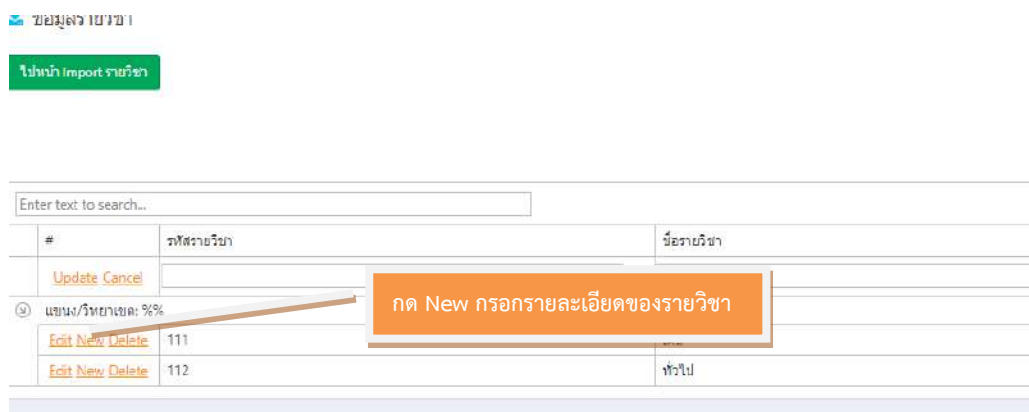 ข้อมูลรายวิชา
ไปหน้า Import รายวิชา
Enter text to search...
# รหัสรายวิชา ชื่อรายวิชา
Update Cancel
แขนง/วิทยาเขต: %%
กด New กรอกรายละเอียดของรายวิชา
Edit New Delete 111
Edit New Delete 112 ทั่วไป